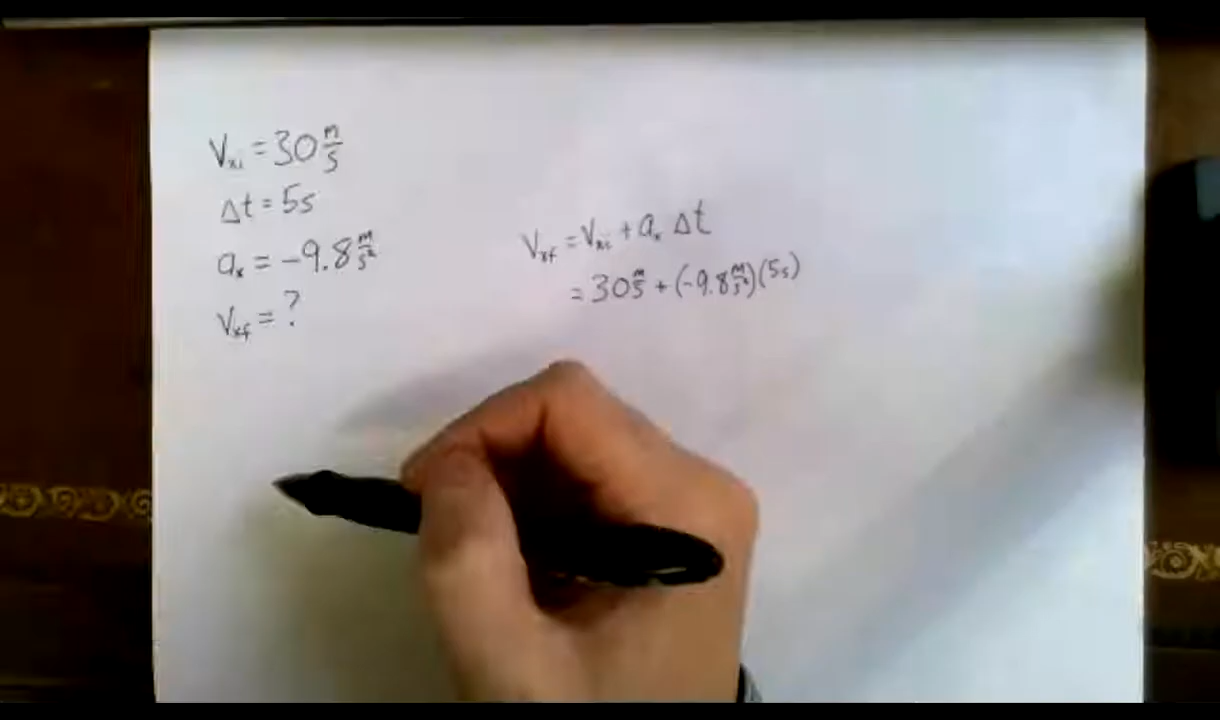 Vxi = 30 m/s
Δt = 5s
ax = -9.8 m/s²
Vxf = ?
Vxf = Vxi + ax Δt
= 30 m/s + (-9.8 m/s²)(5s)